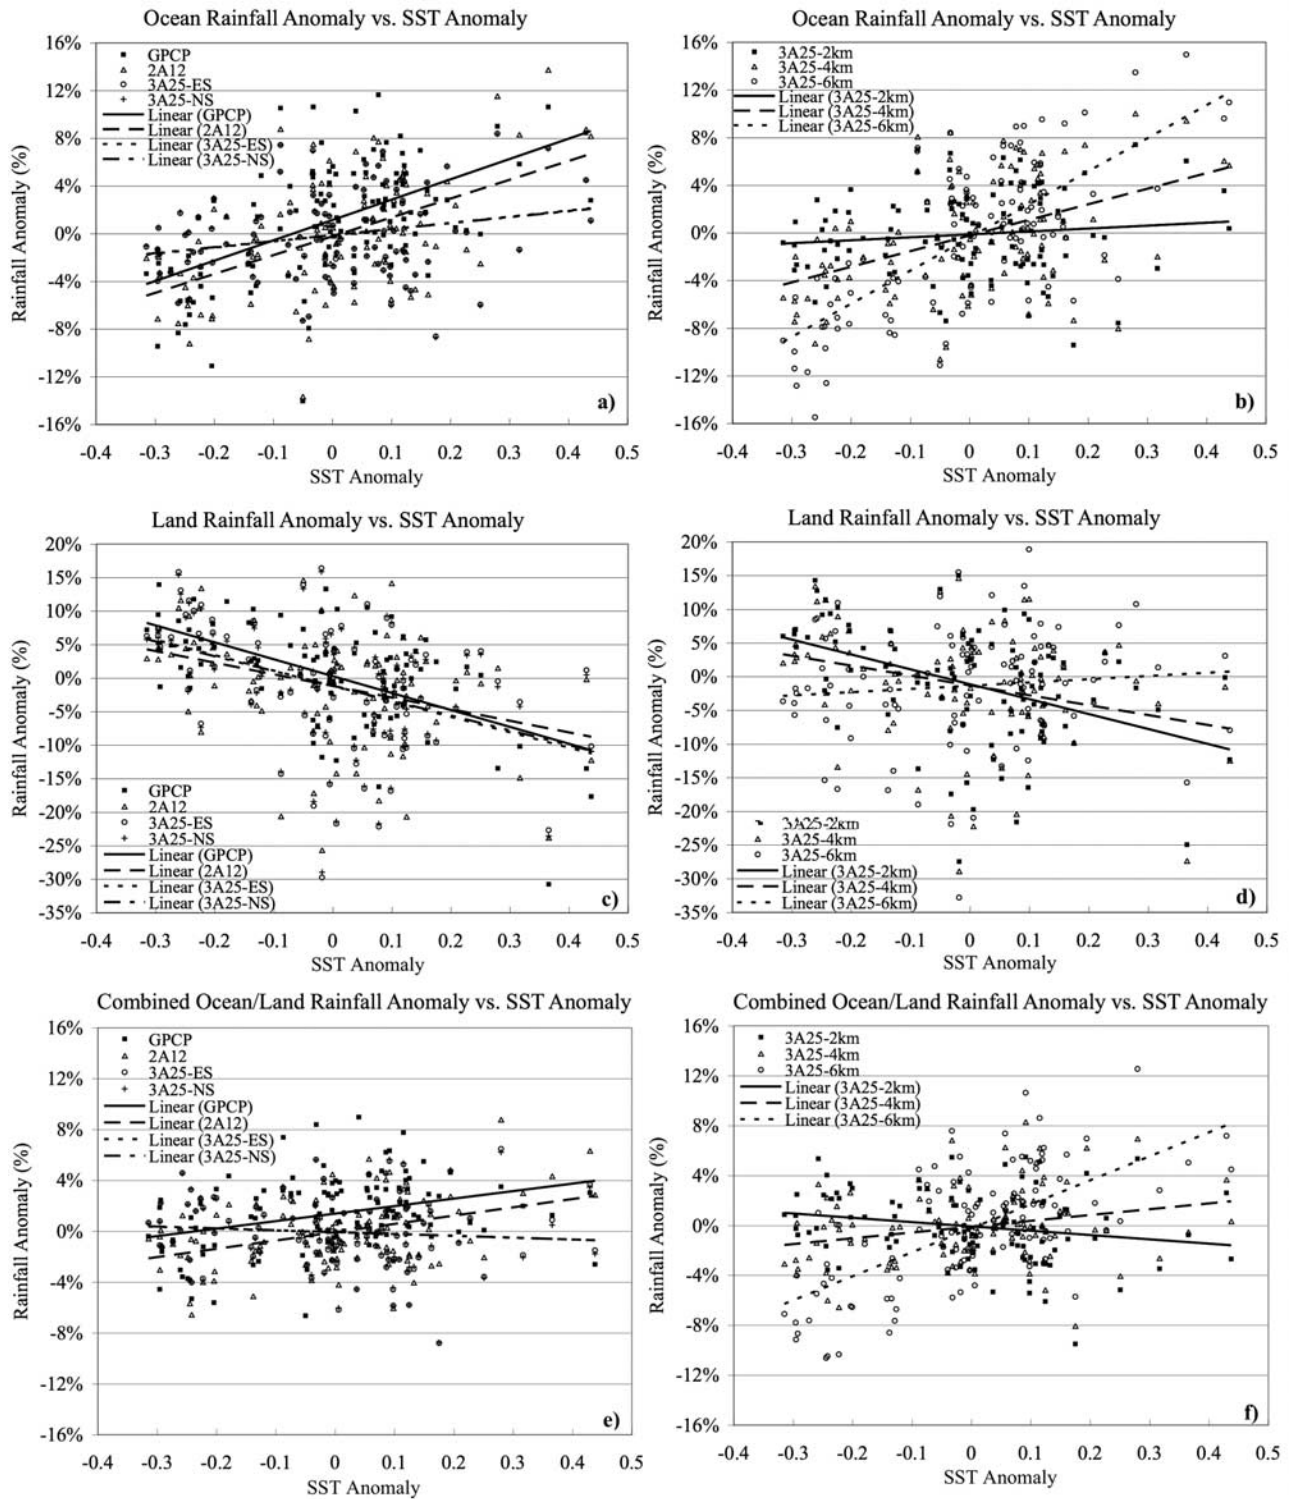 Ocean Rainfall Anomaly vs. SST Anomaly
16%
12%
8%
4%
0%
-4%
-8%
-12%
-16%
Rainfall Anomaly (%)
GPCP
2A12
3A25-ES
3A25-NS
Linear (GPCP)
Linear (2A12)
Linear (3A25-ES)
Linear (3A25-NS)
a)
-0.4 -0.3 -0.2 -0.1 0 0.1 0.2 0.3 0.4 0.5
SST Anomaly
Ocean Rainfall Anomaly vs. SST Anomaly
16%
12%
8%
4%
0%
-4%
-8%
-12%
-16%
Rainfall Anomaly (%)
3A25-2km
3A25-4km
3A25-6km
Linear (3A25-2km)
Linear (3A25-4km)
Linear (3A25-6km)
b)
-0.4 -0.3 -0.2 -0.1 0 0.1 0.2 0.3 0.4 0.5
SST Anomaly
Land Rainfall Anomaly vs. SST Anomaly
20%
15%
10%
5%
0%
-5%
-10%
-15%
-20%
-25%
-30%
-35%
Rainfall Anomaly (%)
GPCP
2A12
3A25-ES
3A25-NS
Linear (GPCP)
Linear (2A12)
Linear (3A25-ES)
Linear (3A25-NS)
c)
-0.4 -0.3 -0.2 -0.1 0 0.1 0.2 0.3 0.4 0.5
SST Anomaly
Land Rainfall Anomaly vs. SST Anomaly
20%
15%
10%
5%
0%
-5%
-10%
-15%
-20%
-25%
-30%
-35%
Rainfall Anomaly (%)
3A25-2km
3A25-4km
3A25-6km
Linear (3A25-2km)
Linear (3A25-4km)
Linear (3A25-6km)
d)
-0.4 -0.3 -0.2 -0.1 0 0.1 0.2 0.3 0.4 0.5
SST Anomaly
Combined Ocean/Land Rainfall Anomaly vs. SST Anomaly
16%
12%
8%
4%
0%
-4%
-8%
-12%
-16%
Rainfall Anomaly (%)
GPCP
2A12
3A25-ES
3A25-NS
Linear (GPCP)
Linear (2A12)
Linear (3A25-ES)
Linear (3A25-NS)
e)
-0.4 -0.3 -0.2 -0.1 0 0.1 0.2 0.3 0.4 0.5
SST Anomaly
Combined Ocean/Land Rainfall Anomaly vs. SST Anomaly
16%
12%
8%
4%
0%
-4%
-8%
-12%
-16%
Rainfall Anomaly (%)
3A25-2km
3A25-4km
3A25-6km
Linear (3A25-2km)
Linear (3A25-4km)
Linear (3A25-6km)
f)
-0.4 -0.3 -0.2 -0.1 0 0.1 0.2 0.3 0.4 0.5
SST Anomaly